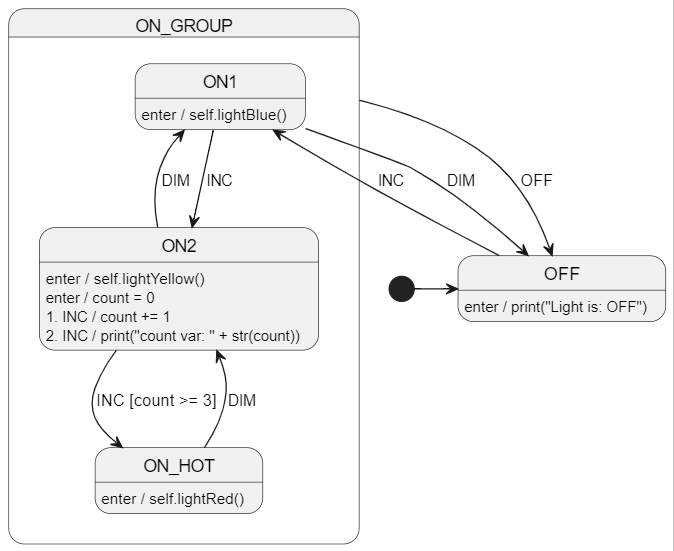 ON_GROUP
ON1
enter / self.lightBlue()
DIM
INC
INC
DIM
OFF
ON2
enter / self.lightYellow()
enter / count = 0
1. INC / count += 1
2. INC / print("count var: " + str(count))
OFF
enter / print("Light is: OFF")
INC [count >= 3]
DIM
ON_HOT
enter / self.lightRed()